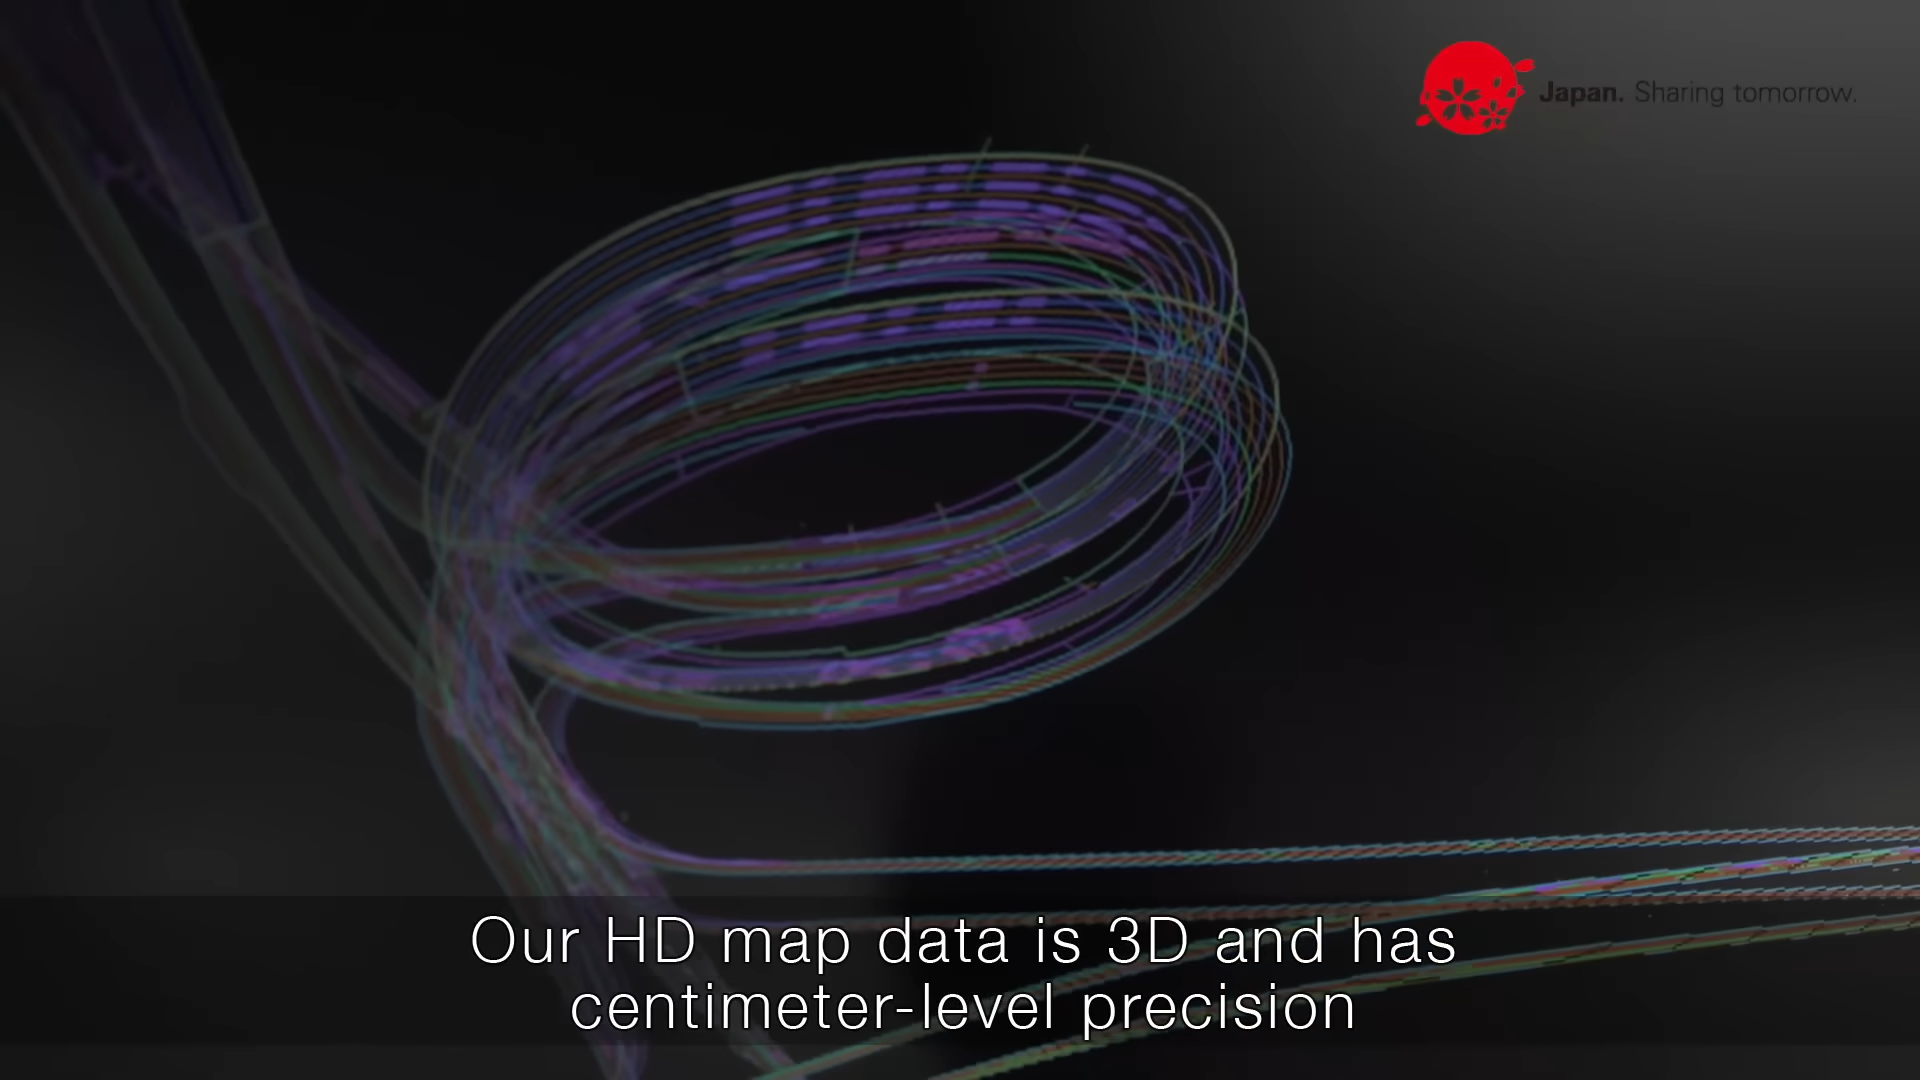 Japan. Sharing tomorrow.
Our HD map data is 3D and has
centimeter-level precision